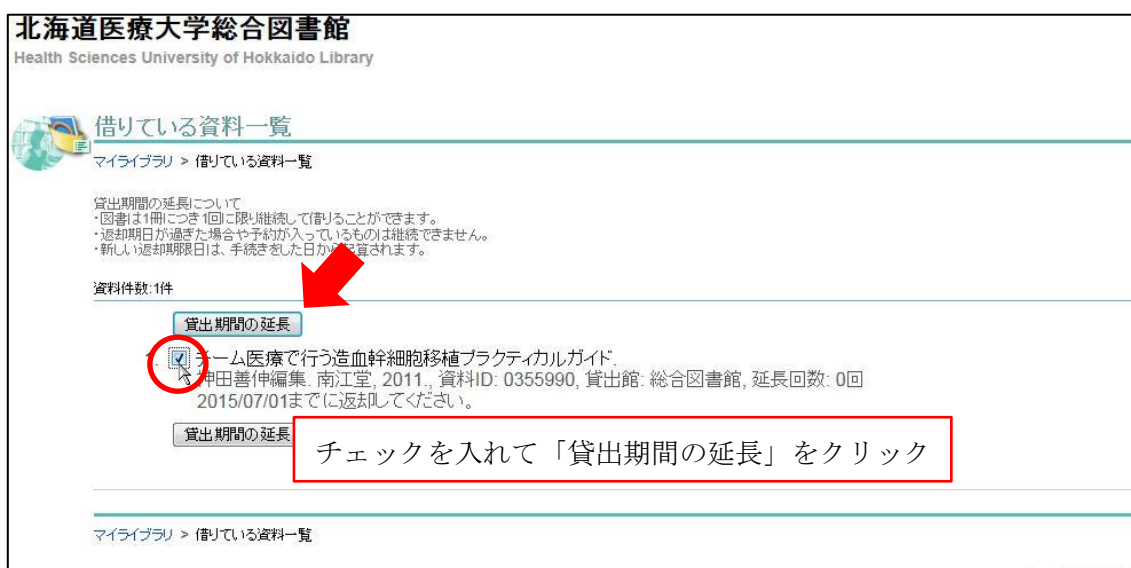 北海道医療大学総合図書館
Health Sciences University of Hokkaido Library
借りている資料一覧
マイライブラリ > 借りている資料一覧
貸出期間の延長について
・図書は1冊につき1回に限り継続して借りることができます。
・返却期日が過ぎた場合や予約が入っているものは継続できません。
・新しい返却期限日は、手続きをした日から起算されます。
資料件数:1件
貸出期間の延長
チーム医療で行う造血幹細胞移植プラクティカルガイド.
神田善伸編集. 南江堂, 2011., 資料ID: 0355990, 貸出館: 総合図書館, 延長回数: 0回
2015/07/01までに返却してください。
貸出期間の延長
チェックを入れて「貸出期間の延長」をクリック
マイライブラリ > 借りている資料一覧